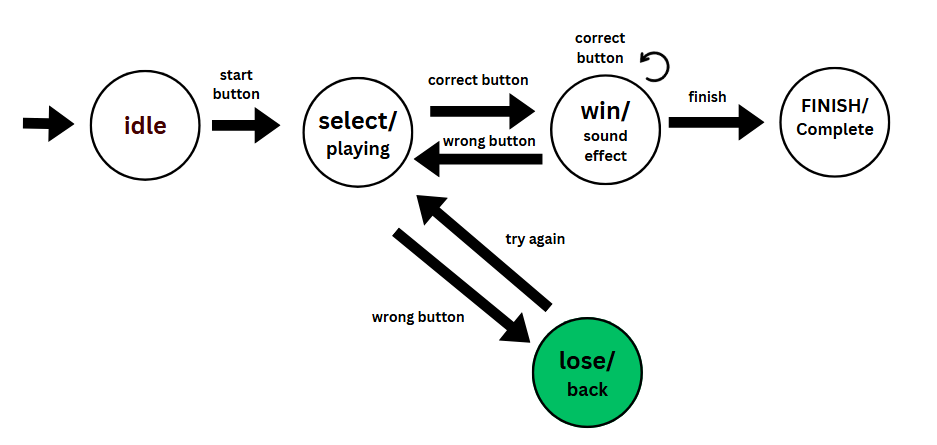 idle
start
button
select/
playing
correct button
wrong button
correct
button
win/
sound
effect
finish
FINISH/
Complete
try again
wrong button
lose/
back